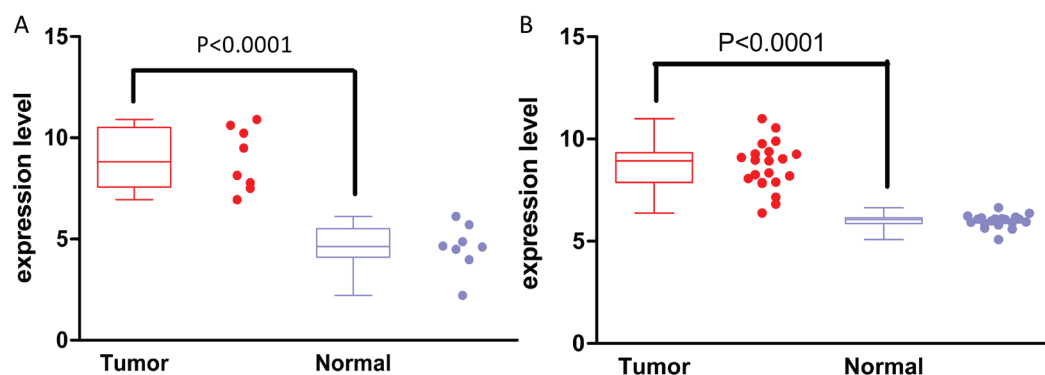 A
P<0.0001
expression level
15
10
5
0
Tumor
Normal
B
P<0.0001
expression level
15
10
5
0
Tumor
Normal